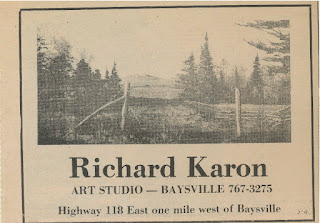 Richard Karon
ART STUDIO — BAYSVILLE 767-3275
Highway 118 East one mile west of Baysville